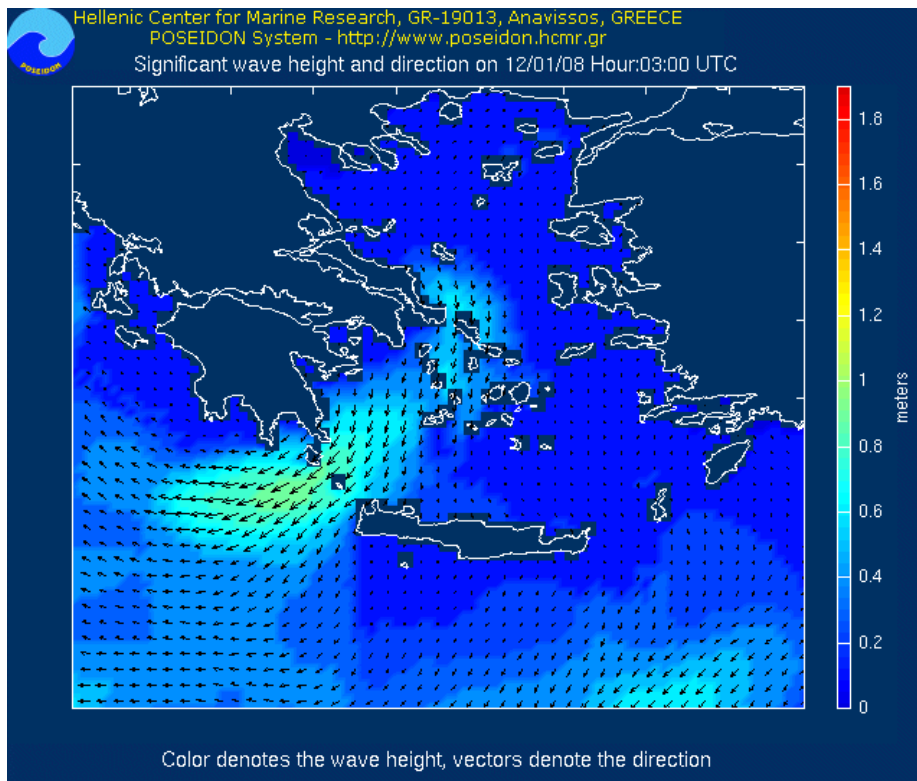 Hellenic Center for Marine Research, GR-19013, Anavissos, GREECE
POSEIDON System - http://www.poseidon.hcmr.gr
POSEIDON
Significant wave height and direction on 12/01/08 Hour:03:00 UTC
1.8
1.6
1.4
1.2
1
0.8
0.6
0.4
0.2
0
meters
Color denotes the wave height, vectors denote the direction